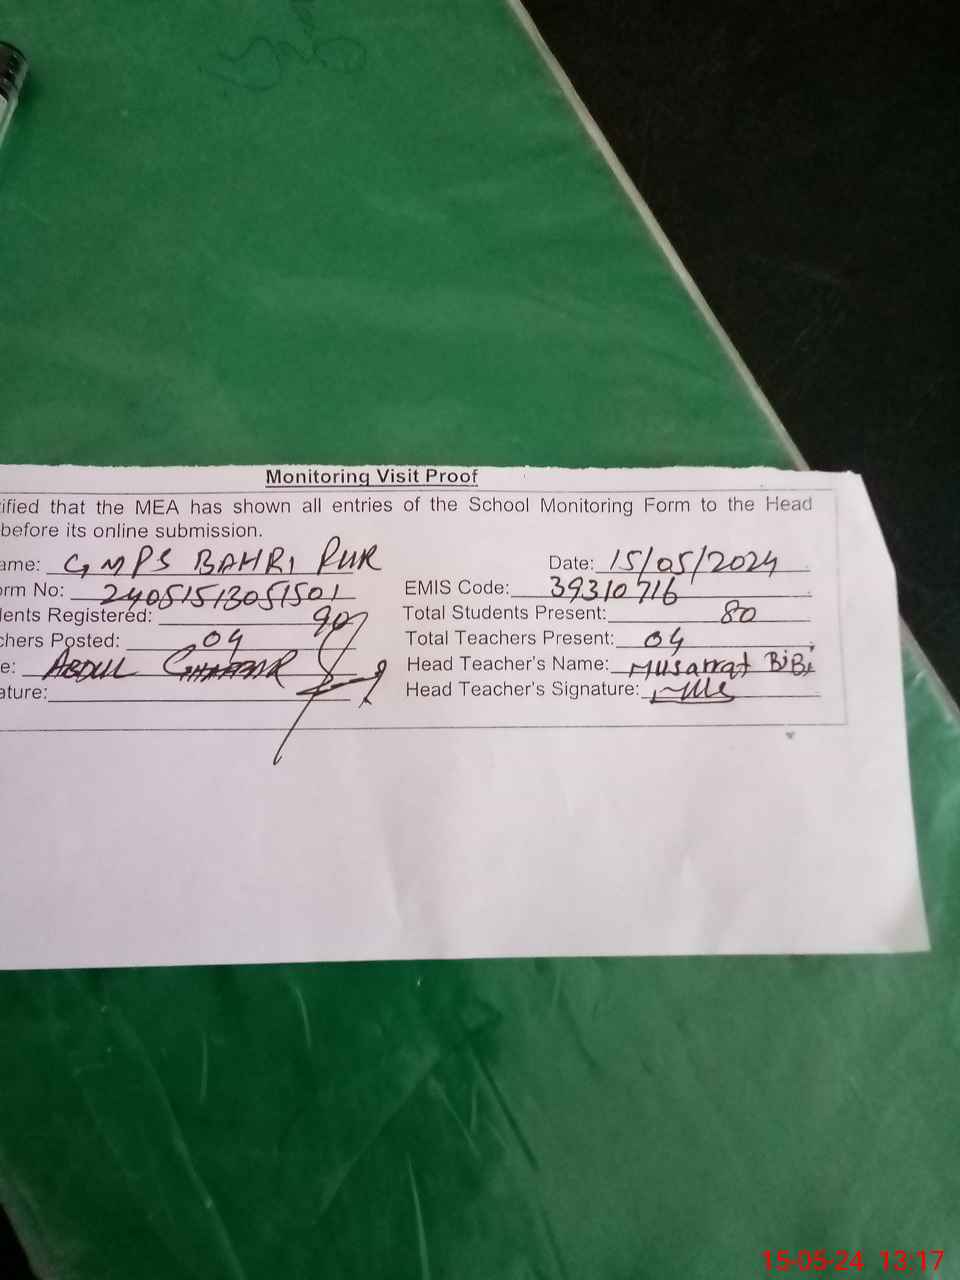 Monitoring Visit Proof
ified that the MEA has shown all entries of the School Monitoring Form to the Head
before its online submission.
ame: GMPS BAHRI PUR Date: 15/05/2024
orm No: 24051513051501 EMIS Code: 39310716
dents Registered: 90 Total Students Present: 80
chers Posted: 04 Total Teachers Present: 04
e: ABDUL GHAFFAR Head Teacher's Name: Musarrat BiBi
ature: Head Teacher's Signature:
15-05-24 13:17